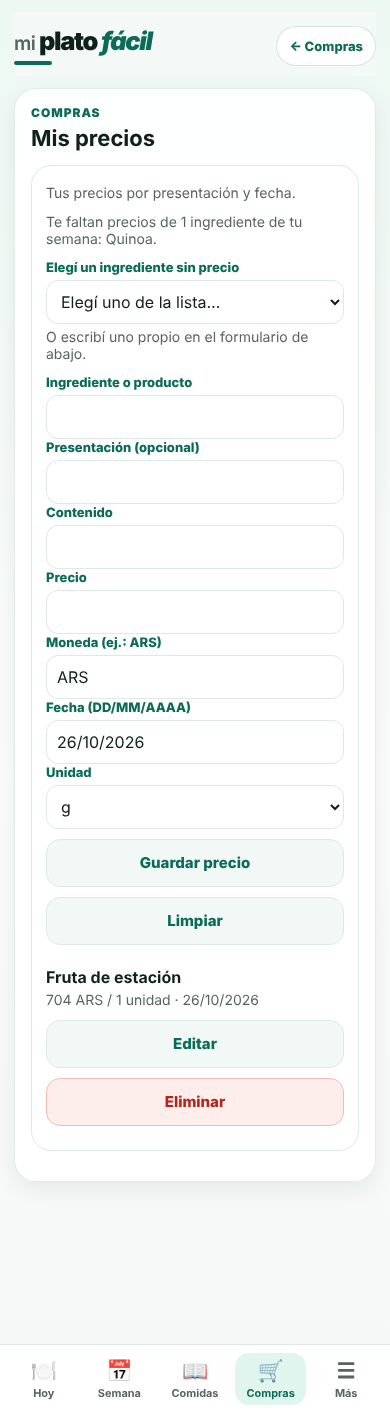 mi plato fácil
← Compras
COMPRAS
Mis precios
Tus precios por presentación y fecha.
Te faltan precios de 1 ingrediente de tu
semana: Quinoa.
Elegí un ingrediente sin precio
Elegí uno de la lista...
O escribí uno propio en el formulario de
abajo.
Ingrediente o producto
Presentación (opcional)
Contenido
Precio
Moneda (ej.: ARS)
ARS
Fecha (DD/MM/AAAA)
26/10/2026
Unidad
g
Guardar precio
Limpiar
Fruta de estación
704 ARS / 1 unidad · 26/10/2026
Editar
Eliminar
JULY
17
Hoy
Semana
Comidas
Compras
Más